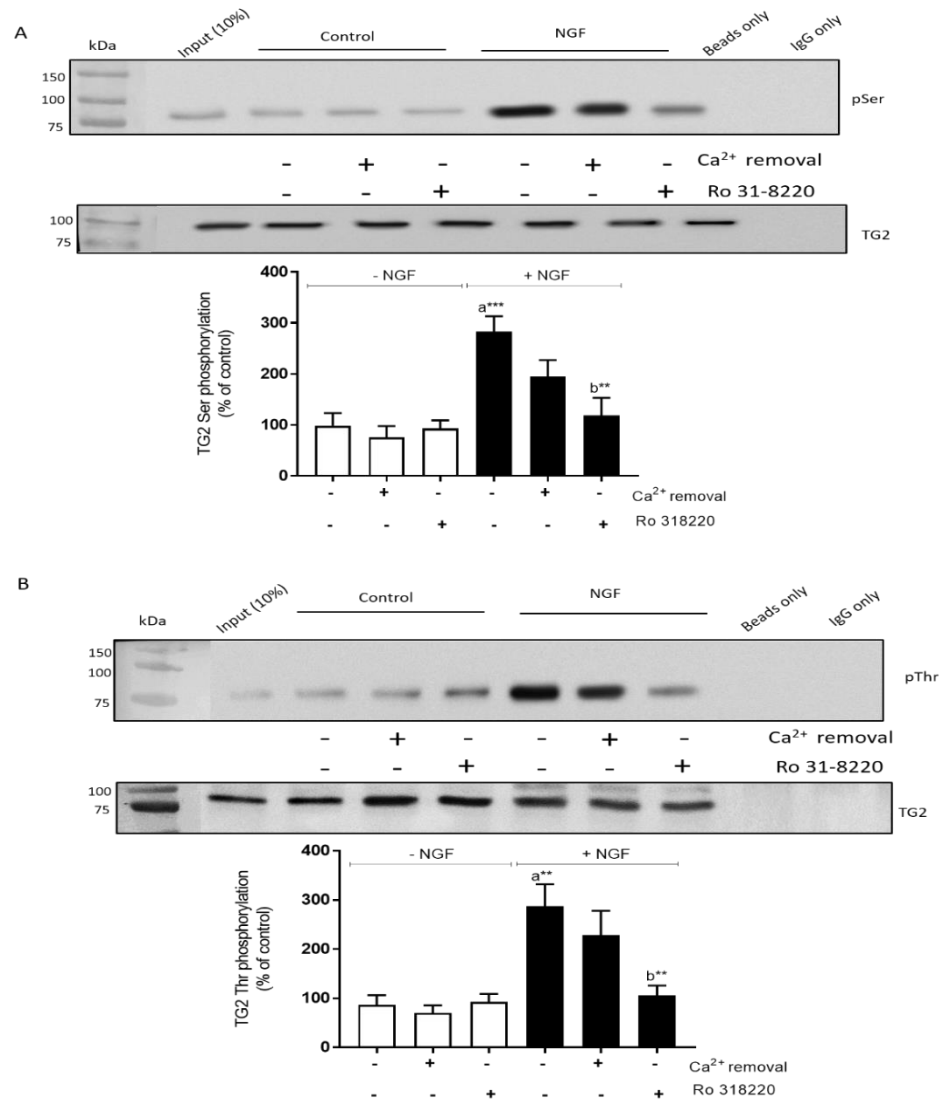 A
kDa
Input (10%)
Control
NGF
Beads only
IgG only
150
100
75
pSer
- + - - + - Ca²⁺ removal
- - + - - + Ro 31-8220
100
75
TG2
TG2 Ser phosphorylation
(% of control)
400
300
200
100
0
- NGF
+ NGF
a***
b**
- + - - + - Ca²⁺ removal
- - + - - + Ro 318220
B
kDa
Input (10%)
Control
NGF
Beads only
IgG only
150
100
75
pThr
- + - - + - Ca²⁺ removal
- - + - - + Ro 31-8220
100
75
TG2
TG2 Thr phosphorylation
(% of control)
400
300
200
100
0
- NGF
+ NGF
a**
b**
- + - - + - Ca²⁺ removal
- - + - - + Ro 318220